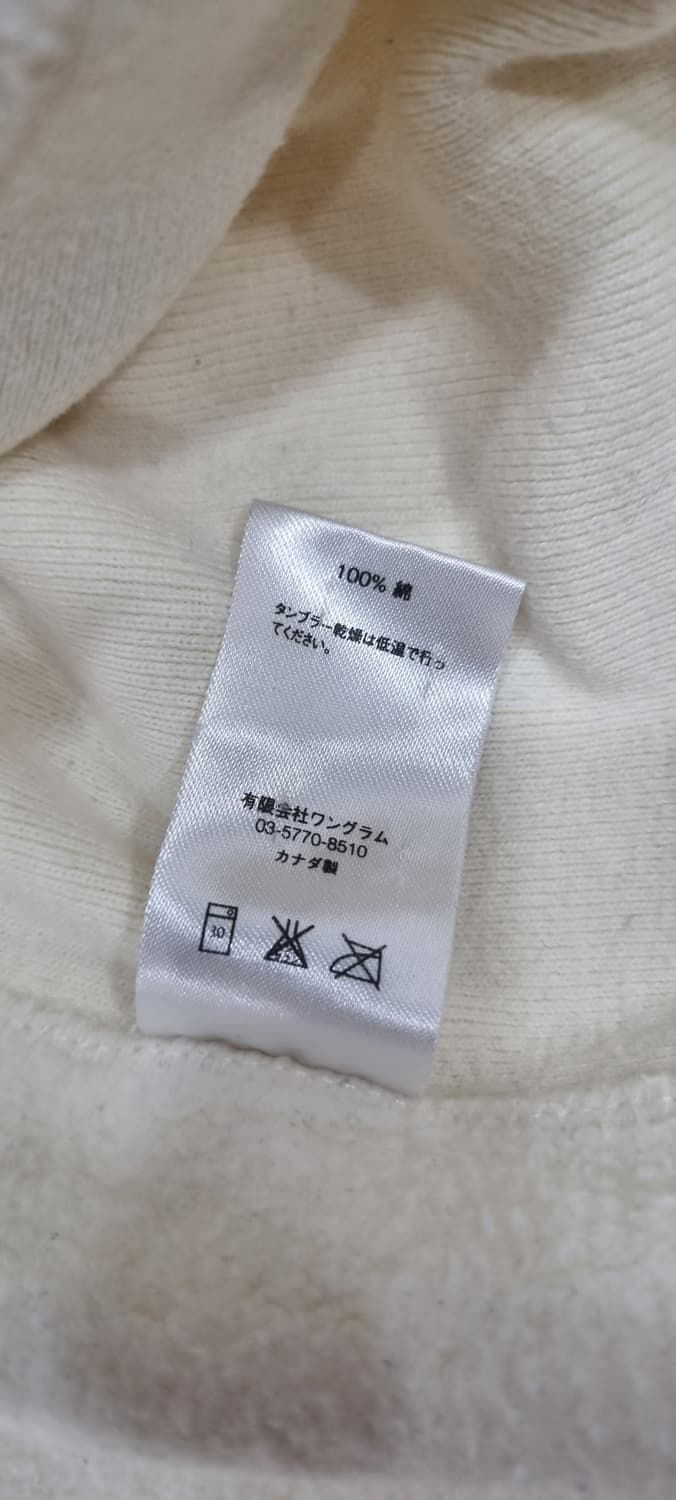 100% 綿
タンブラー乾燥は低温で行っ
てください。
有限会社ワングラム
03-5770-8510
カナダ製
30